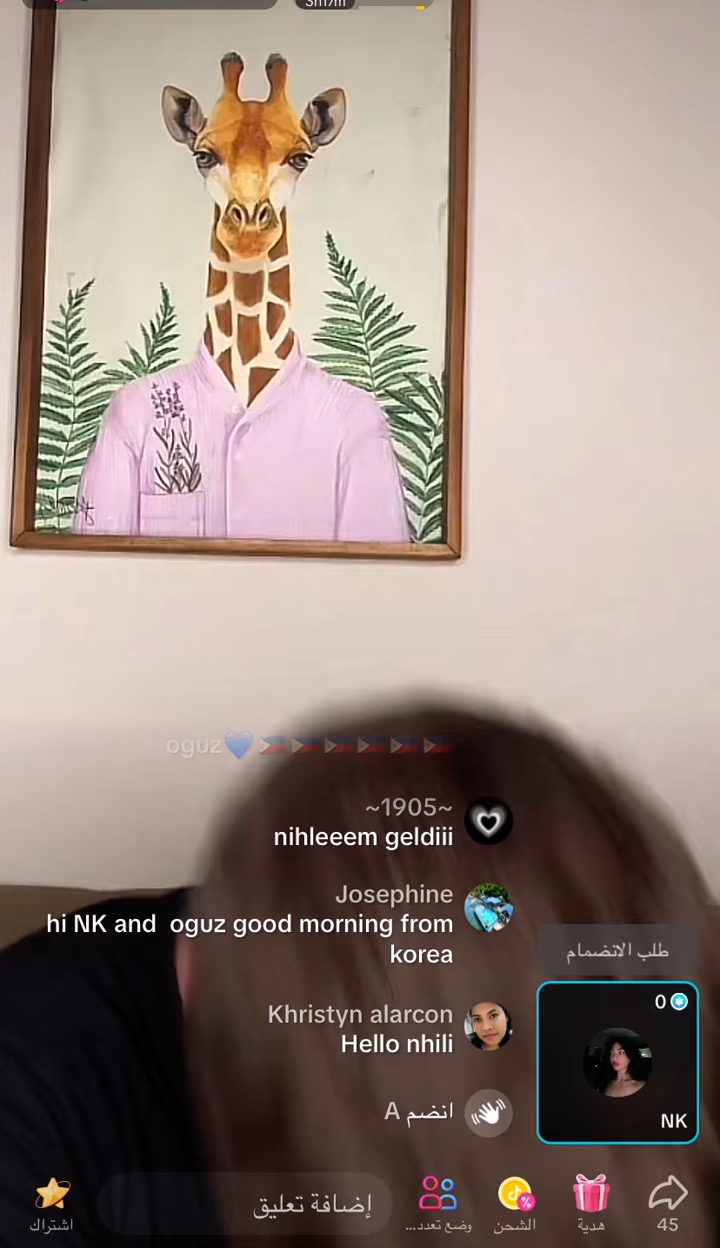 oguz💙🇵🇭🇵🇭🇵🇭🇵🇭🇵🇭🇵🇭
~1905~
nihleeem geldiii
Josephine
hi NK and oguz good morning from
korea
طلب الانضمام
0
Khristyn alarcon
Hello nhili
انضم A
NK
اشتراك
إضافة تعليق
وضع تعدد...
الشحن
هدية
45